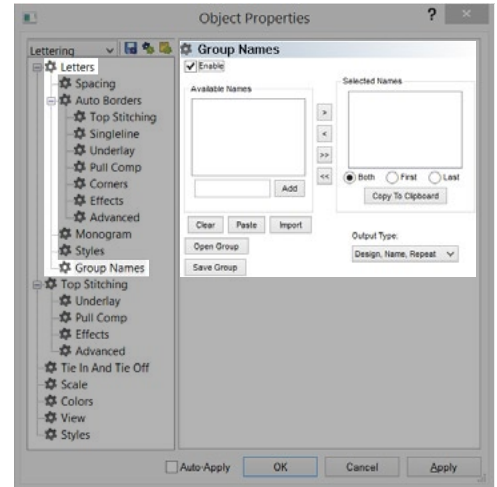 Object Properties
? ×
Lettering
Letters
Spacing
Auto Borders
Top Stitching
Singleline
Underlay
Pull Comp
Corners
Effects
Advanced
Monogram
Styles
Group Names
Top Stitching
Underlay
Pull Comp
Effects
Advanced
Tie In And Tie Off
Scale
Colors
View
Styles
Group Names
Enable
Available Names
Selected Names
>
<
>>
<<
Add
Both First Last
Copy To Clipboard
Clear Paste Import
Open Group
Save Group
Output Type:
Design, Name, Repeat
Auto-Apply OK Cancel Apply